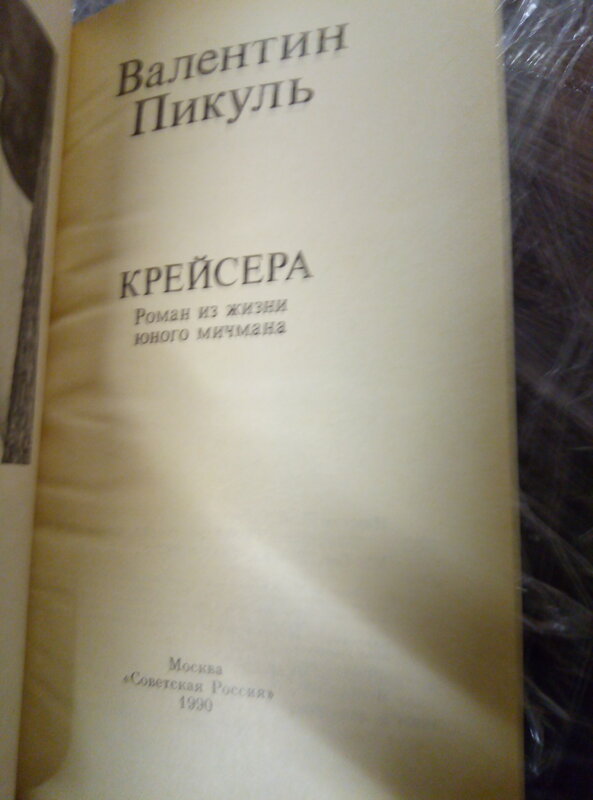 Валентин
Пикуль
КРЕЙСЕРА
Роман из жизни
юного мичмана
Москва
«Советская Россия»
1990